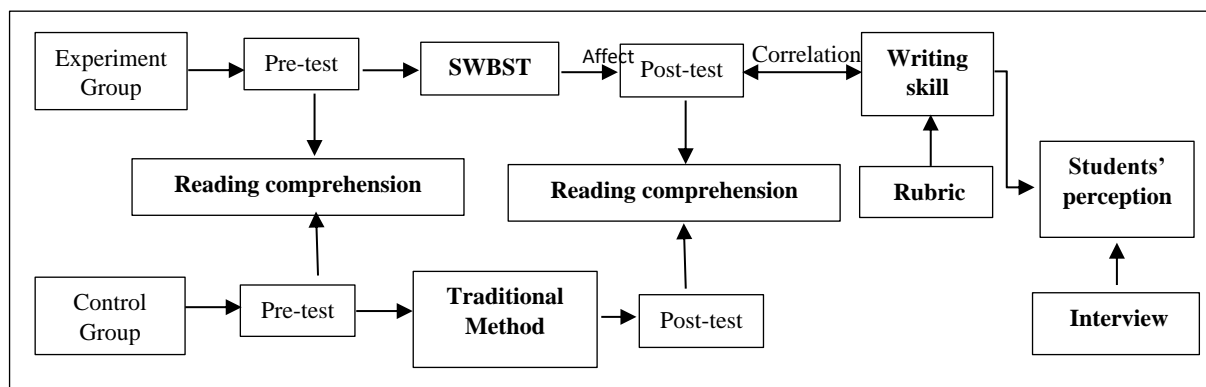 Experiment
Group
Pre-test
SWBST
Affect
Post-test
Correlation
Writing
skill
Reading comprehension
Reading comprehension
Rubric
Students’
perception
Control
Group
Pre-test
Traditional
Method
Post-test
Interview